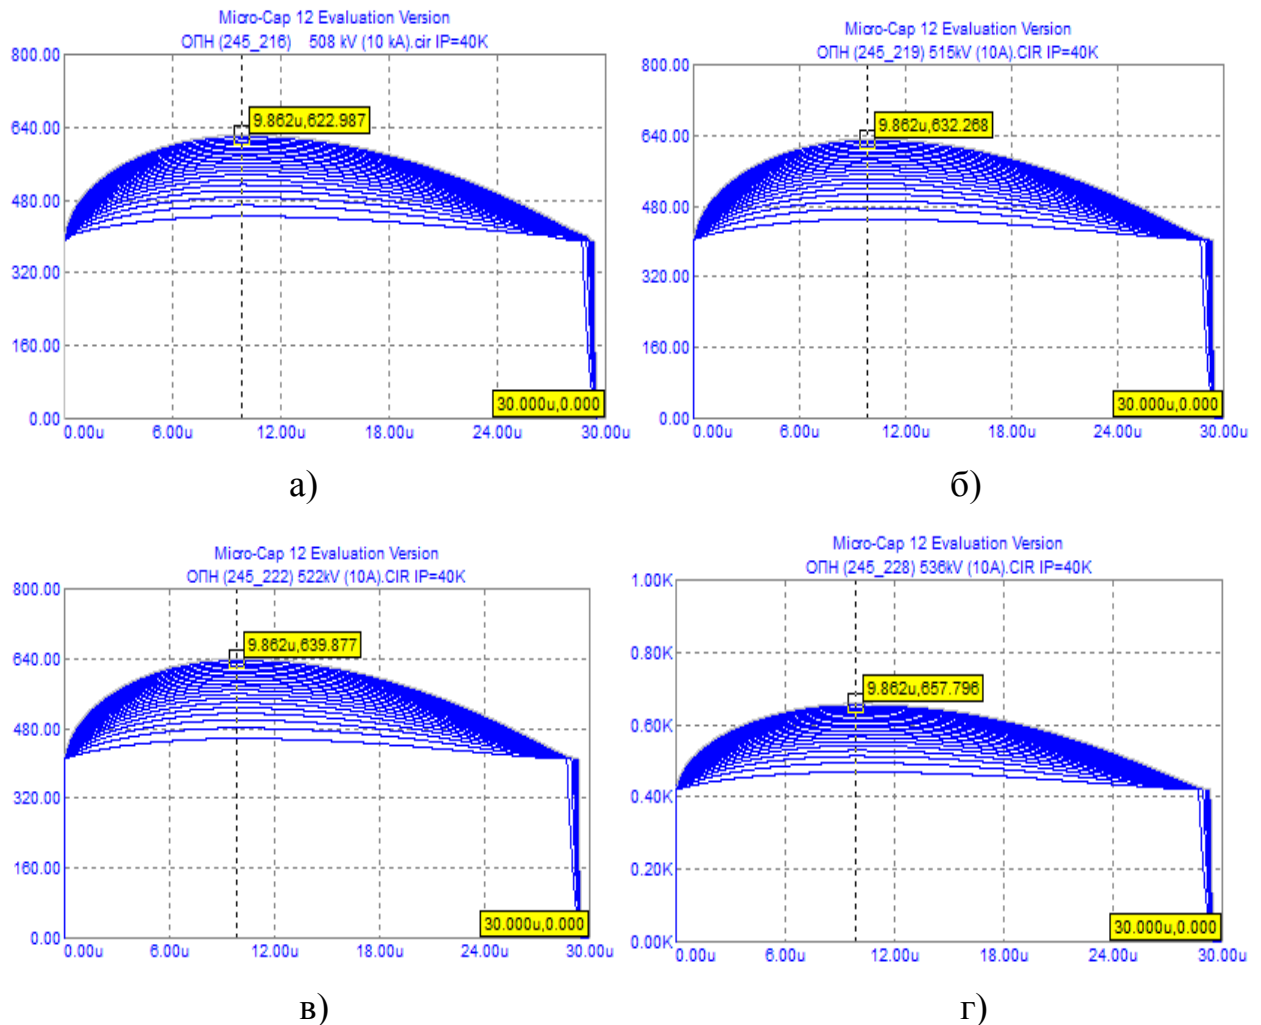 Micro-Cap 12 Evaluation Version
ОПН (245_216) 508 kV (10 kA).cir IP=40K
800.00
640.00
480.00
320.00
160.00
0.00
9.862u,622.987
30.000u,0.000
0.00u 6.00u 12.00u 18.00u 24.00u 30.00u
а)
Micro-Cap 12 Evaluation Version
ОПН (245_219) 515kV (10A).CIR IP=40K
800.00
640.00
480.00
320.00
160.00
0.00
9.862u,632.268
30.000u,0.000
0.00u 6.00u 12.00u 18.00u 24.00u 30.00u
б)
Micro-Cap 12 Evaluation Version
ОПН (245_222) 522kV (10A).CIR IP=40K
800.00
640.00
480.00
320.00
160.00
0.00
9.862u,639.877
30.000u,0.000
0.00u 6.00u 12.00u 18.00u 24.00u 30.00u
в)
Micro-Cap 12 Evaluation Version
ОПН (245_228) 536kV (10A).CIR IP=40K
1.00K
0.80K
0.60K
0.40K
0.20K
0.00K
9.862u,657.796
30.000u,0.000
0.00u 6.00u 12.00u 18.00u 24.00u 30.00u
г)